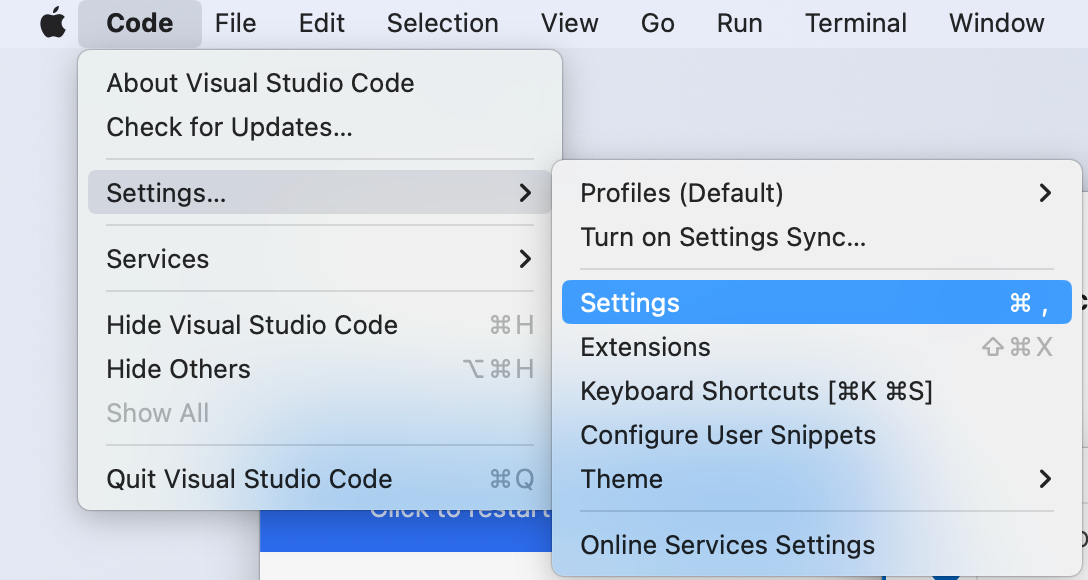 Code File Edit Selection View Go Run Terminal Window
About Visual Studio Code
Check for Updates...
Settings...
Services
Hide Visual Studio Code ⌘H
Hide Others ⌥⌘H
Show All
Quit Visual Studio Code ⌘Q
Click to restart
Profiles (Default)
Turn on Settings Sync...
Settings ⌘ ,
Extensions ⇧⌘X
Keyboard Shortcuts [⌘K ⌘S]
Configure User Snippets
Theme
Online Services Settings